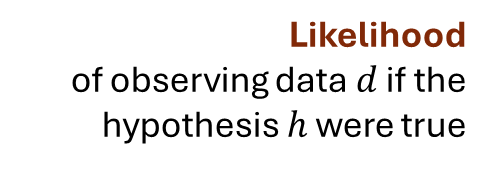 Likelihood
of observing data d if the
hypothesis h were true